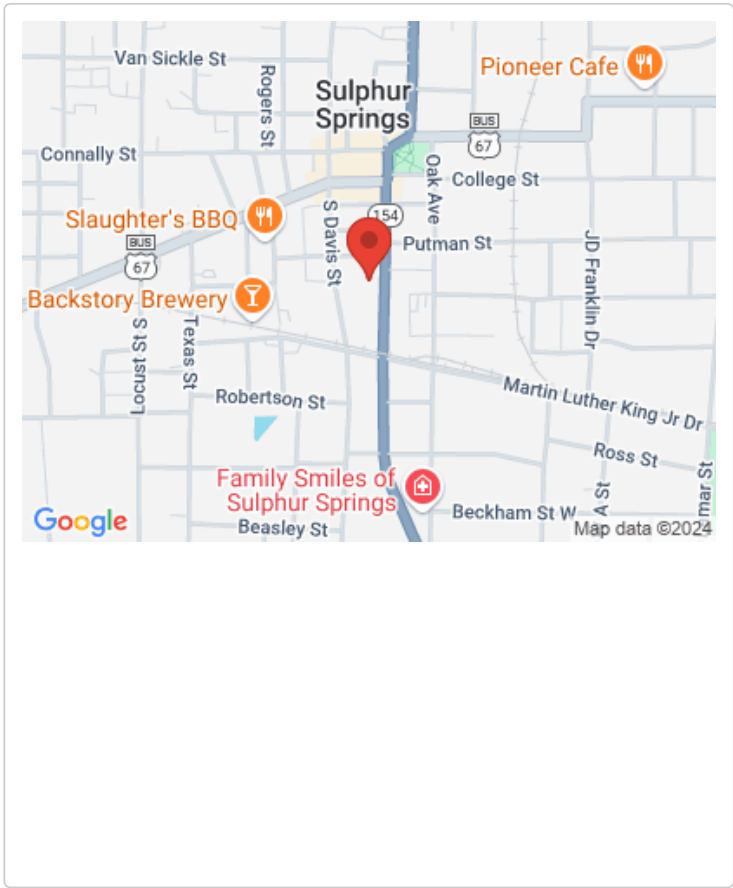 Van Sickle St
Rogers St
Sulphur
Springs
Pioneer Cafe
BUS
67
Connally St
Oak Ave
College St
Slaughter's BBQ
S Davis St
154
Putman St
BUS
67
JD Franklin Dr
Backstory Brewery
Locust St S
Texas St
Robertson St
Martin Luther King Jr Dr
Ross St
Family Smiles of
Sulphur Springs
A St
mar St
Google
Beasley St
Beckham St W
Map data ©2024